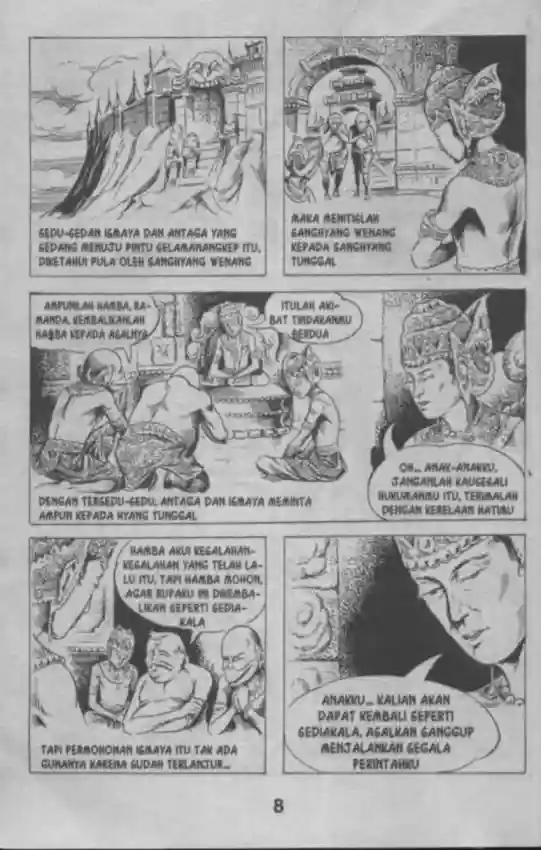 SEDU-SEDAN ISMAYA DAN ANTAGA YANG
SEDANG MENUJU PINTU SELAMANANGKEP ITU,
DIKETAHUI PULA OLEH SANGHYANG WENANG
MAKA MENITISLAH
SANGHYANG WENANG
KEPADA SANGHYANG
TUNGGAL
AMPUNILAH HAMBA, RA-
MANDA, KEMBALIKANLAH
HAMBA KEPADA ASALNYA
ITULAH AKI-
BAT TINDAKANMU
BERDUA
OH... ANAK-ANAKKU,
JANGANLAH KAUSESALI
HUKUMANMU ITU, TERIMALAH
DENGAN KERELAAN HATIMU
DENGAN TERSEDU-SEDU, ANTAGA DAN ISMAYA MEMINTA
AMPUN KEPADA HYANG TUNGGAL
HAMBA AKUI KESALAHAN-
KESALAHAN YANG TELAH LA-
LU ITU, TAPI HAMBA MOHON,
AGAR RUPAKU INI DIKEMBA-
LIKAN SEPERTI SEDIA-
KALA
TAPI PERMOHONAN ISMAYA ITU TAK ADA
GUNANYA KARENA SUDAH TERLANJUR...
ANAKKU... KALIAN AKAN
DAPAT KEMBALI SEPERTI
SEDIAKALA, ASALKAN SANGGUP
MENJALANKAN SEGALA
PERINTAHKU
8